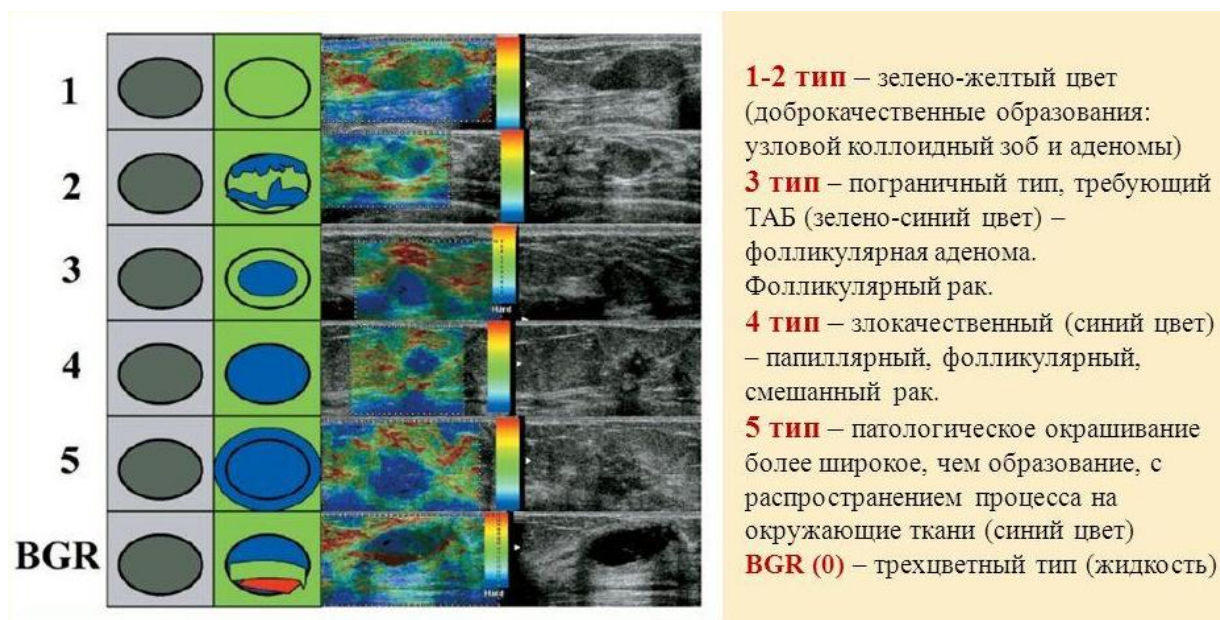 1
2
3
4
5
BGR
Hard
Hard
1-2 тип – зелено-желтый цвет
(доброкачественные образования:
узловой коллоидный зоб и аденомы)
3 тип – пограничный тип, требующий
ТАБ (зелено-синий цвет) –
фолликулярная аденома.
Фолликулярный рак.
4 тип – злокачественный (синий цвет)
– папиллярный, фолликулярный,
смешанный рак.
5 тип – патологическое окрашивание
более широкое, чем образование, с
распространением процесса на
окружающие ткани (синий цвет)
BGR (0) – трехцветный тип (жидкость)